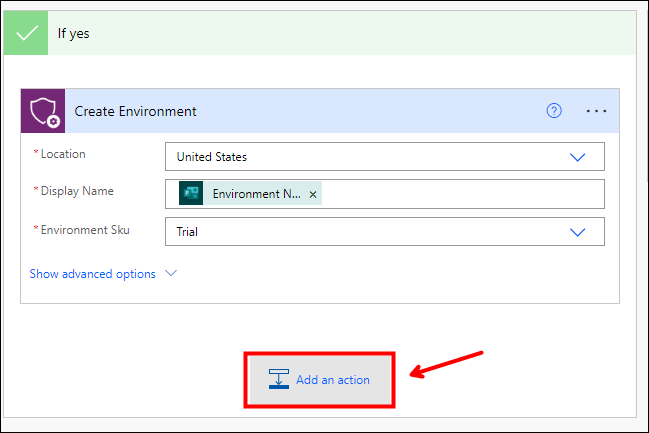 If yes
Create Environment
* Location
United States
* Display Name
Environment N... ×
* Environment Sku
Trial
Show advanced options
Add an action